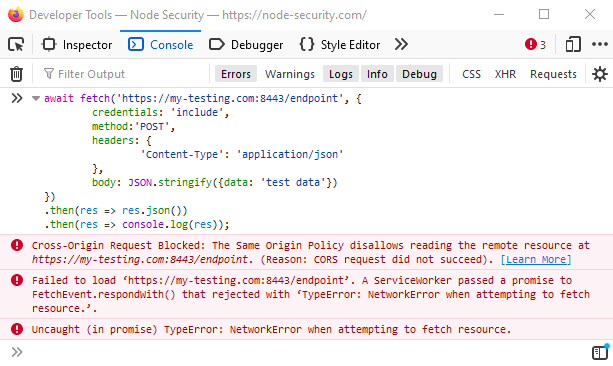 Developer Tools — Node Security — https://node-security.com/
Inspector Console Debugger {} Style Editor 3
Filter Output Errors Warnings Logs Info Debug CSS XHR Requests
await fetch('https://my-testing.com:8443/endpoint', {
credentials: 'include',
method:'POST',
headers: {
'Content-Type': 'application/json'
},
body: JSON.stringify({data: 'test data'})
})
.then(res => res.json())
.then(res => console.log(res));
Cross-Origin Request Blocked: The Same Origin Policy disallows reading the remote resource at
https://my-testing.com:8443/endpoint. (Reason: CORS request did not succeed). [Learn More]
Failed to load ‘https://my-testing.com:8443/endpoint’. A ServiceWorker passed a promise to
FetchEvent.respondWith() that rejected with ‘TypeError: NetworkError when attempting to fetch
resource.’.
Uncaught (in promise) TypeError: NetworkError when attempting to fetch resource.